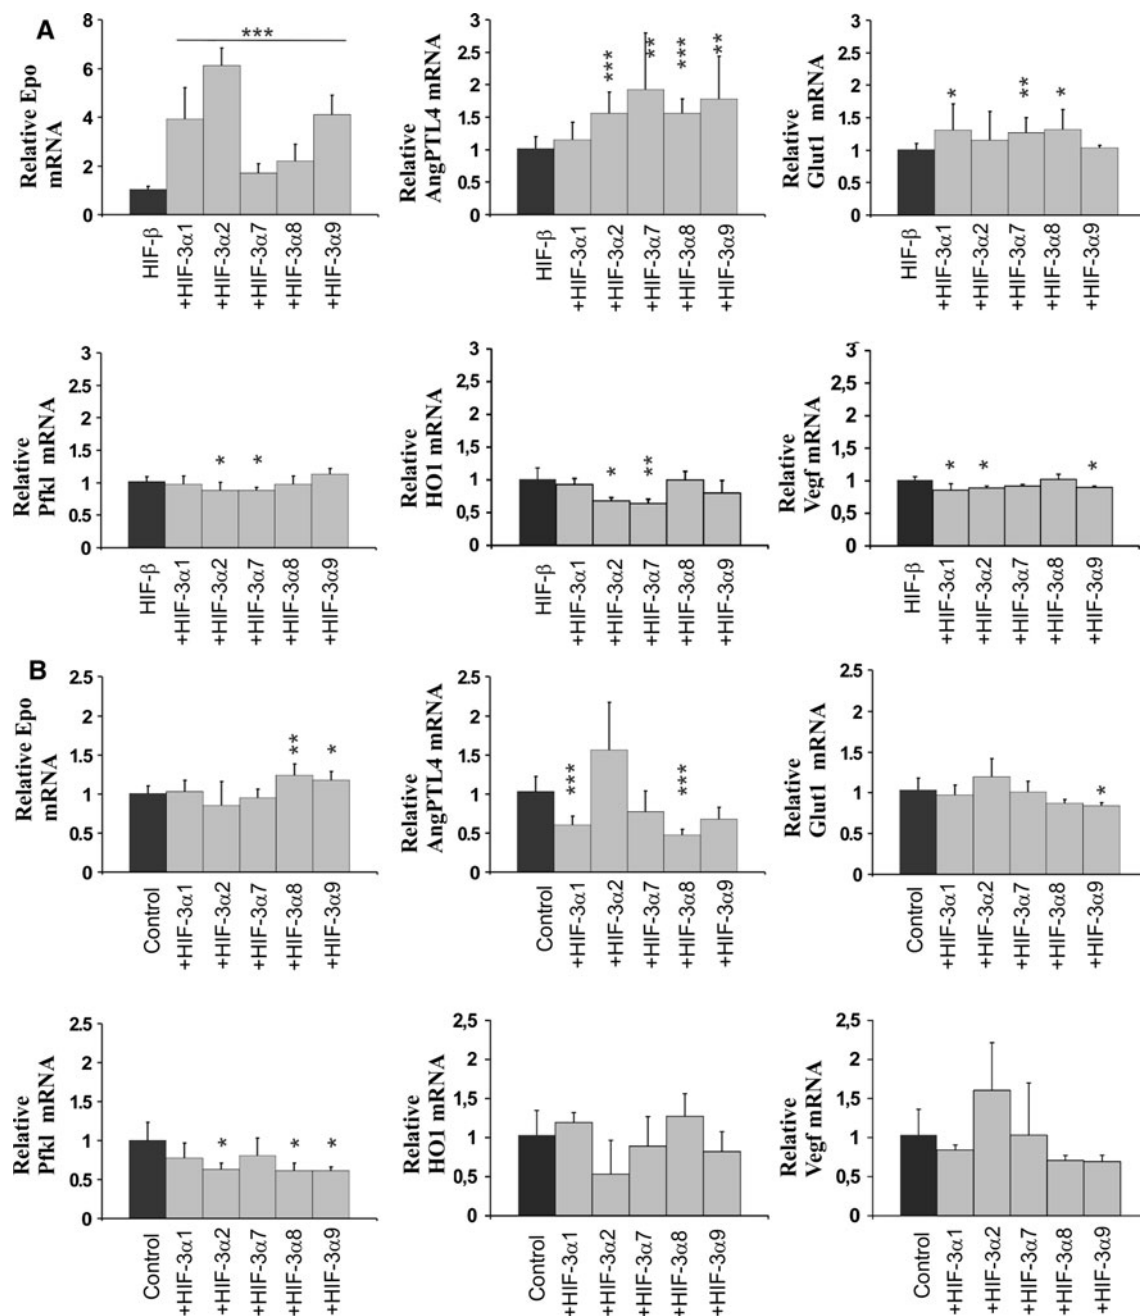 A
Relative Epo
mRNA
8
6
4
2
0
***
HIF-β
+HIF-3α1
+HIF-3α2
+HIF-3α7
+HIF-3α8
+HIF-3α9
Relative
AngPTL4 mRNA
3
2.5
2
1.5
1
0.5
0
***
**
***
**
HIF-β
+HIF-3α1
+HIF-3α2
+HIF-3α7
+HIF-3α8
+HIF-3α9
Relative
Glut1 mRNA
3
2.5
2
1.5
1
0.5
0
*
**
*
HIF-β
+HIF-3α1
+HIF-3α2
+HIF-3α7
+HIF-3α8
+HIF-3α9
Relative
Pfkl mRNA
3
2.5
2
1.5
1
0.5
0
*
*
HIF-β
+HIF-3α1
+HIF-3α2
+HIF-3α7
+HIF-3α8
+HIF-3α9
Relative
HO1 mRNA
3
2,5
2
1,5
1
0,5
0
*
**
HIF-β
+HIF-3α1
+HIF-3α2
+HIF-3α7
+HIF-3α8
+HIF-3α9
Relative
Vegf mRNA
3
2,5
2
1,5
1
0,5
0
*
*
*
HIF-β
+HIF-3α1
+HIF-3α2
+HIF-3α7
+HIF-3α8
+HIF-3α9
B
Relative Epo
mRNA
2.5
2
1.5
1
0.5
0
**
*
Control
+HIF-3α1
+HIF-3α2
+HIF-3α7
+HIF-3α8
+HIF-3α9
Relative
AngPTL4 mRNA
2.5
2
1.5
1
0.5
0
***
***
Control
+HIF-3α1
+HIF-3α2
+HIF-3α7
+HIF-3α8
+HIF-3α9
Relative
Glut1 mRNA
2.5
2
1.5
1
0.5
0
*
Control
+HIF-3α1
+HIF-3α2
+HIF-3α7
+HIF-3α8
+HIF-3α9
Relative
Pfkl mRNA
2.5
2
1.5
1
0.5
0
*
*
*
Control
+HIF-3α1
+HIF-3α2
+HIF-3α7
+HIF-3α8
+HIF-3α9
Relative
HO1 mRNA
2,5
2
1,5
1
0,5
0
Control
+HIF-3α1
+HIF-3α2
+HIF-3α7
+HIF-3α8
+HIF-3α9
Relative
Vegf mRNA
2,5
2
1,5
1
0,5
0
Control
+HIF-3α1
+HIF-3α2
+HIF-3α7
+HIF-3α8
+HIF-3α9